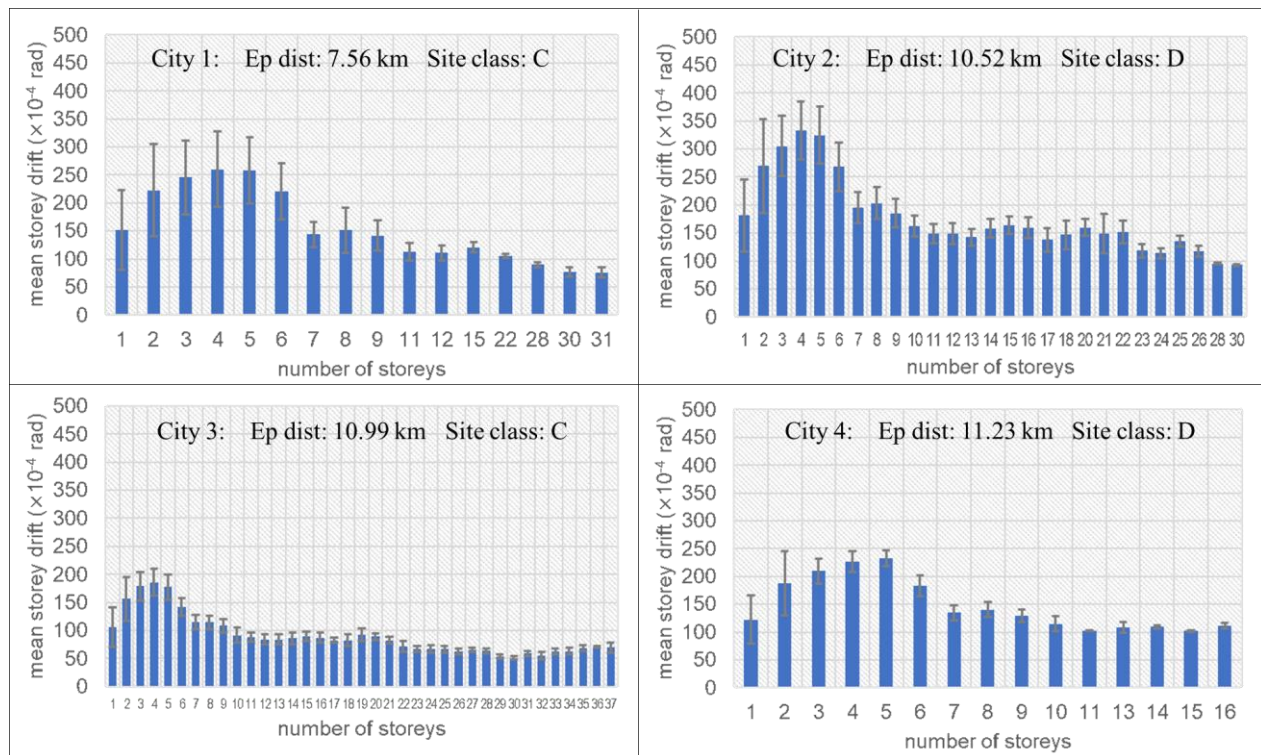 City 1: Ep dist: 7.56 km Site class: C
mean storey drift (×10⁻⁴ rad)
500
450
400
350
300
250
200
150
100
50
0
1 2 3 4 5 6 7 8 9 11 12 15 22 28 30 31
number of storeys
City 2: Ep dist: 10.52 km Site class: D
mean storey drift (×10⁻⁴ rad)
500
450
400
350
300
250
200
150
100
50
0
1 2 3 4 5 6 7 8 9 10 11 12 13 14 15 16 17 18 20 21 22 23 24 25 26 28 30
number of storeys
City 3: Ep dist: 10.99 km Site class: C
mean storey drift (×10⁻⁴ rad)
500
450
400
350
300
250
200
150
100
50
0
1 2 3 4 5 6 7 8 9 10 11 12 13 14 15 16 17 18 19 20 21 22 23 24 25 26 27 28 29 30 31 32 33 34 35 36 37
number of storeys
City 4: Ep dist: 11.23 km Site class: D
mean storey drift (×10⁻⁴ rad)
500
450
400
350
300
250
200
150
100
50
0
1 2 3 4 5 6 7 8 9 10 11 13 14 15 16
number of storeys